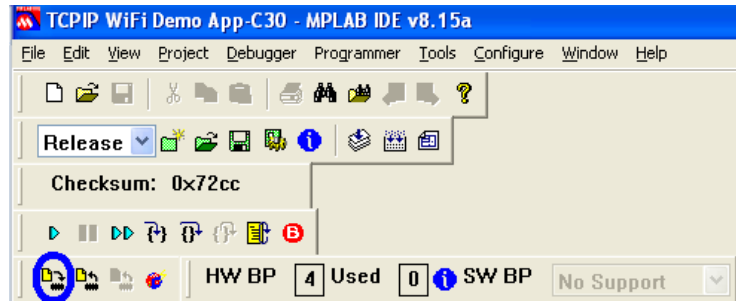 TCPIP WiFi Demo App-C30 - MPLAB IDE v8.15a
File Edit View Project Debugger Programmer Tools Configure Window Help
Release
Checksum: 0x72cc
HW BP 4 Used 0 SW BP No Support